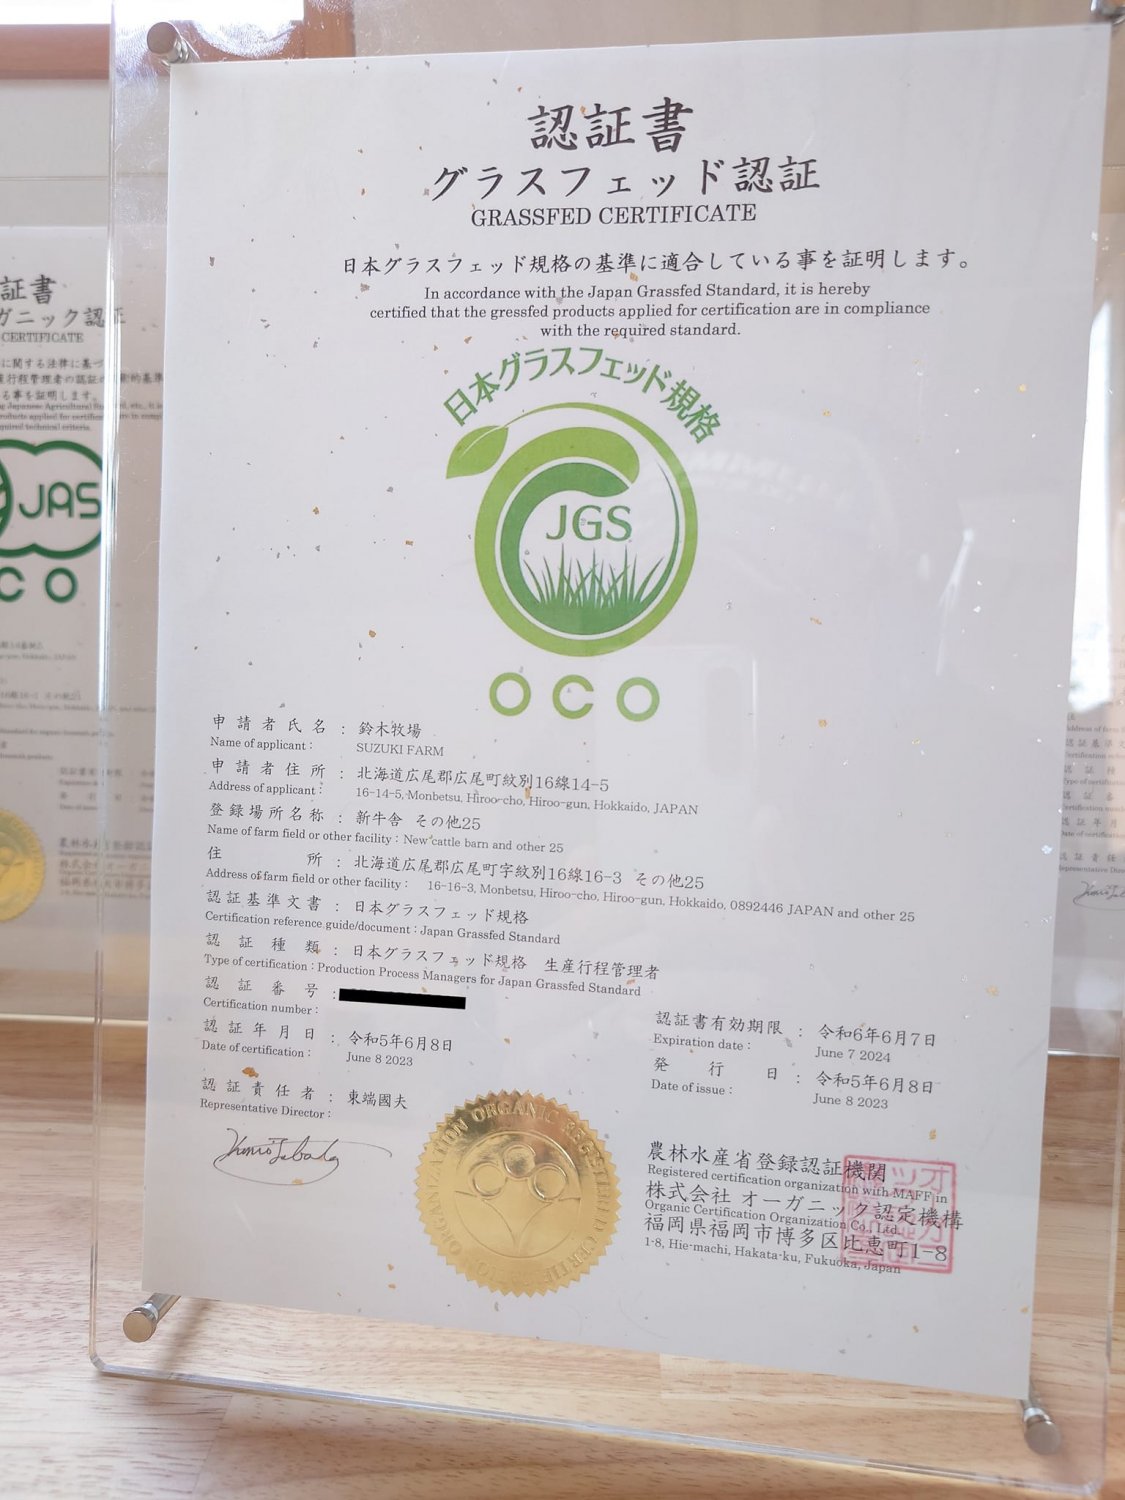 認証書
グラスフェッド認証
GRASSFED CERTIFICATE
日本グラスフェッド規格の基準に適合している事を証明します。
In accordance with the Japan Grassfed Standard, it is hereby
certified that the gressfed products applied for certification are in compliance
with the required standard.
日本グラスフェッド規格
JGS
OCO
申請者氏名：鈴木牧場
Name of applicant： SUZUKI FARM
申請者住所：北海道広尾郡広尾町紋別16線14-5
Address of applicant： 16-14-5, Monbetsu, Hiroo-cho, Hiroo-gun, Hokkaido, JAPAN
登録場所名称：新牛舎 その他25
Name of farm field or other facility：New cattle barn and other 25
住所：北海道広尾郡広尾町字紋別16線16-3 その他25
Address of farm field or other facility： 16-16-3, Monbetsu, Hiroo-cho, Hiroo-gun, Hokkaido, 0892446 JAPAN and other 25
認証基準文書：日本グラスフェッド規格
Certification reference guide/document：Japan Grassfed Standard
認証種類：日本グラスフェッド規格 生産行程管理者
Type of certification：Production Process Managers for Japan Grassfed Standard
認証番号：
Certification number：
認証年月日：令和5年6月8日
Date of certification： June 8 2023
認証書有効期限：令和6年6月7日
Expiration date： June 7 2024
発行日：令和5年6月8日
Date of issue： June 8 2023
認証責任者：東端國夫
Representative Director：
農林水産省登録認証機関
Registered certification organization with MAFF in
株式会社 オーガニック認定機構
Organic Certification Organization Co., Ltd.
福岡県福岡市博多区比恵町1-8
1-8, Hie-machi, Hakata-ku, Fukuoka, Japan
証書
ガニック認証
CERTIFICATE
JAS
CO